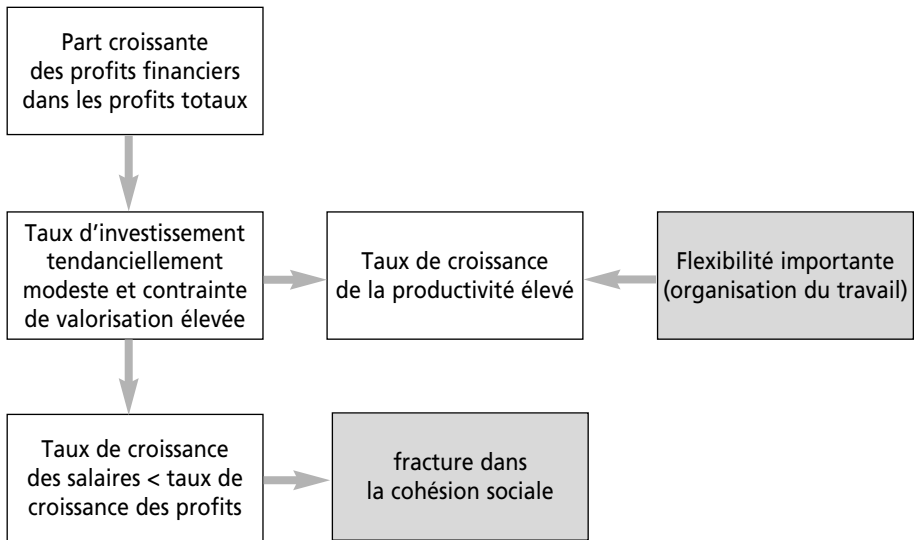 Part croissante
des profits financiers
dans les profits totaux
Taux d’investissement
tendanciellement
modeste et contrainte
de valorisation élevée
Taux de croissance
de la productivité élevé
Flexibilité importante
(organisation du travail)
Taux de croissance
des salaires < taux de
croissance des profits
fracture dans
la cohésion sociale